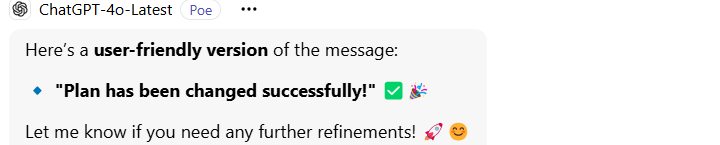 ChatGPT-4o-Latest Poe ...
Here’s a user-friendly version of the message:
🔹 "Plan has been changed successfully!" ✅ 🎉
Let me know if you need any further refinements! 🚀 😊